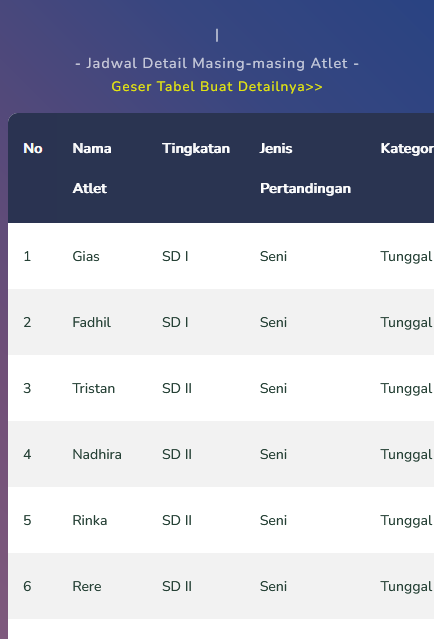 |
- Jadwal Detail Masing-masing Atlet -
Geser Tabel Buat Detailnya>>
No Nama Atlet Tingkatan Jenis Pertandingan Kategor
1 Gias SD I Seni Tunggal
2 Fadhil SD I Seni Tunggal
3 Tristan SD II Seni Tunggal
4 Nadhira SD II Seni Tunggal
5 Rinka SD II Seni Tunggal
6 Rere SD II Seni Tunggal